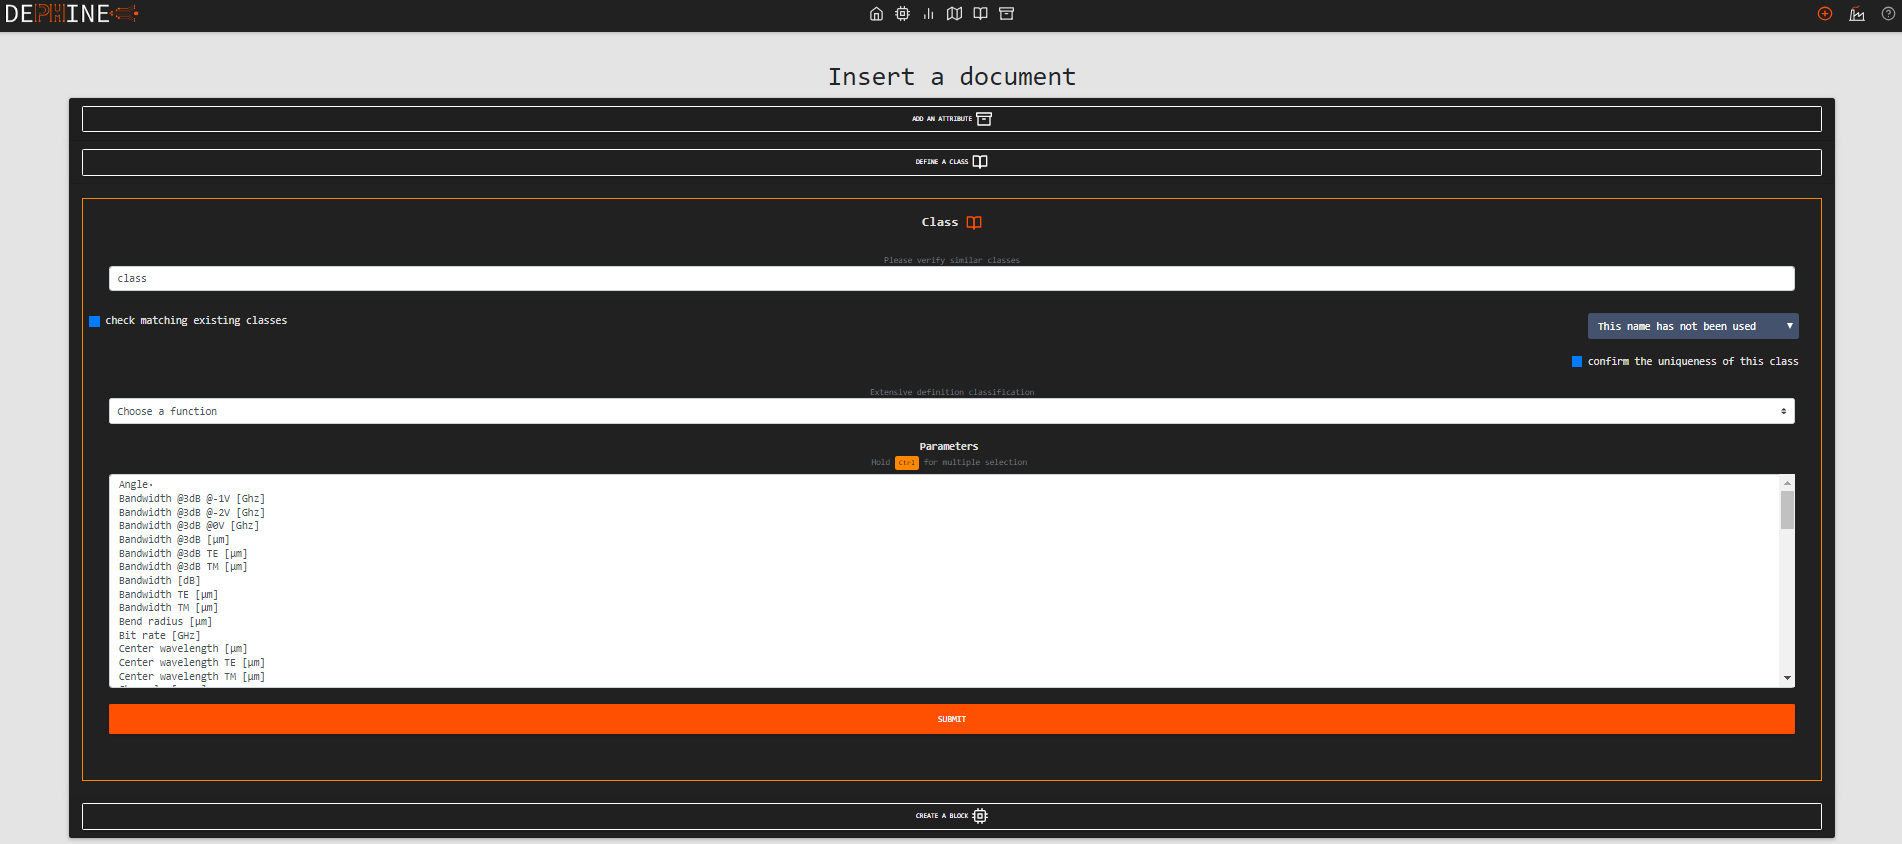 DEPHINE
Insert a document
ADD AN ATTRIBUTE
DEFINE A CLASS
Class
Please verify similar classes
class
check matching existing classes
This name has not been used
confirm the uniqueness of this class
Extensive definition classification
Choose a function
Parameters
Hold Ctrl for multiple selection
Angle·
Bandwidth @3dB @-1V [Ghz]
Bandwidth @3dB @-2V [Ghz]
Bandwidth @3dB @0V [Ghz]
Bandwidth @3dB [µm]
Bandwidth @3dB TE [µm]
Bandwidth @3dB TM [µm]
Bandwidth [dB]
Bandwidth TE [µm]
Bandwidth TM [µm]
Bend radius [µm]
Bit rate [GHz]
Center wavelength [µm]
Center wavelength TE [µm]
Center wavelength TM [µm]
SUBMIT
CREATE A BLOCK